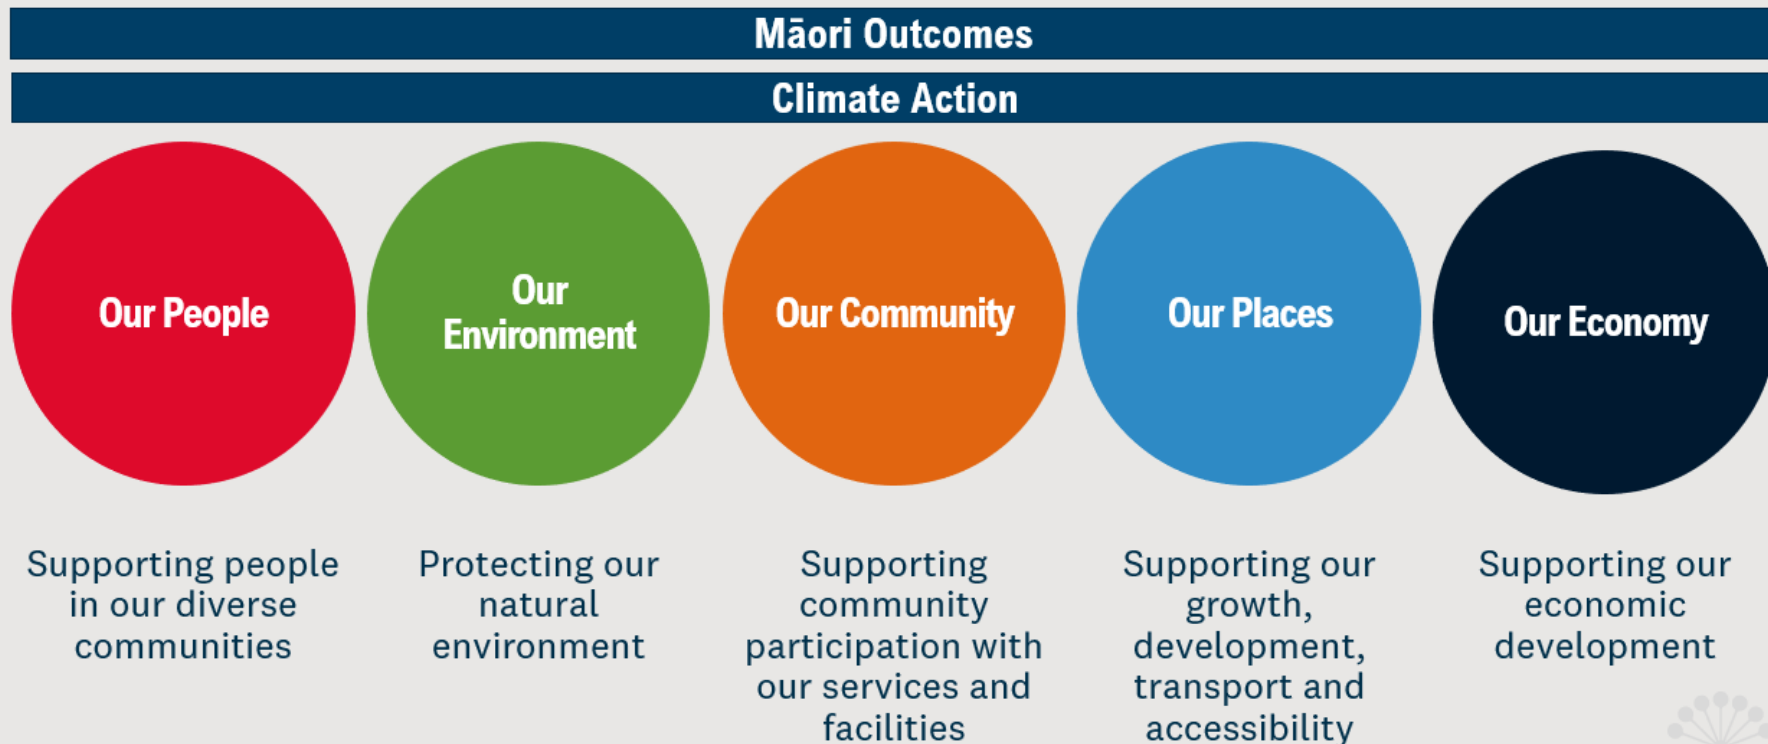 Māori Outcomes
Climate Action
Our People
Our
Environment
Our Community
Our Places
Our Economy
Supporting people
in our diverse
communities
Protecting our
natural
environment
Supporting
community
participation with
our services and
facilities
Supporting our
growth,
development,
transport and
accessibility
Supporting our
economic
development